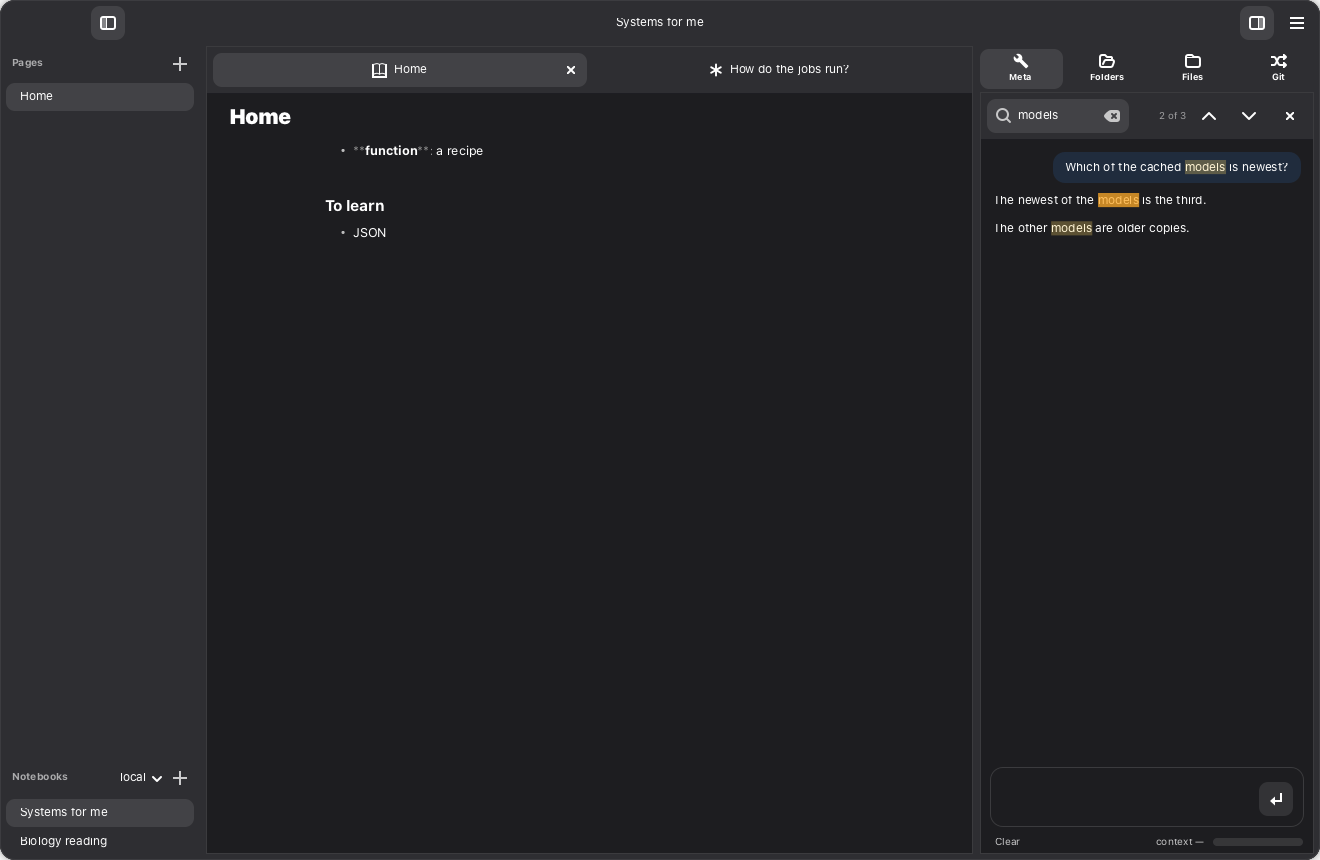 Systems for me
Pages
Home
Home
How do the jobs run?
Home
• **function**: a recipe
To learn
• JSON
Meta
Folders
Files
Git
models
2 of 3
Which of the cached models is newest?
The newest of the models is the third.
The other models are older copies.
Clear
context —
Notebooks
local
Systems for me
Biology reading